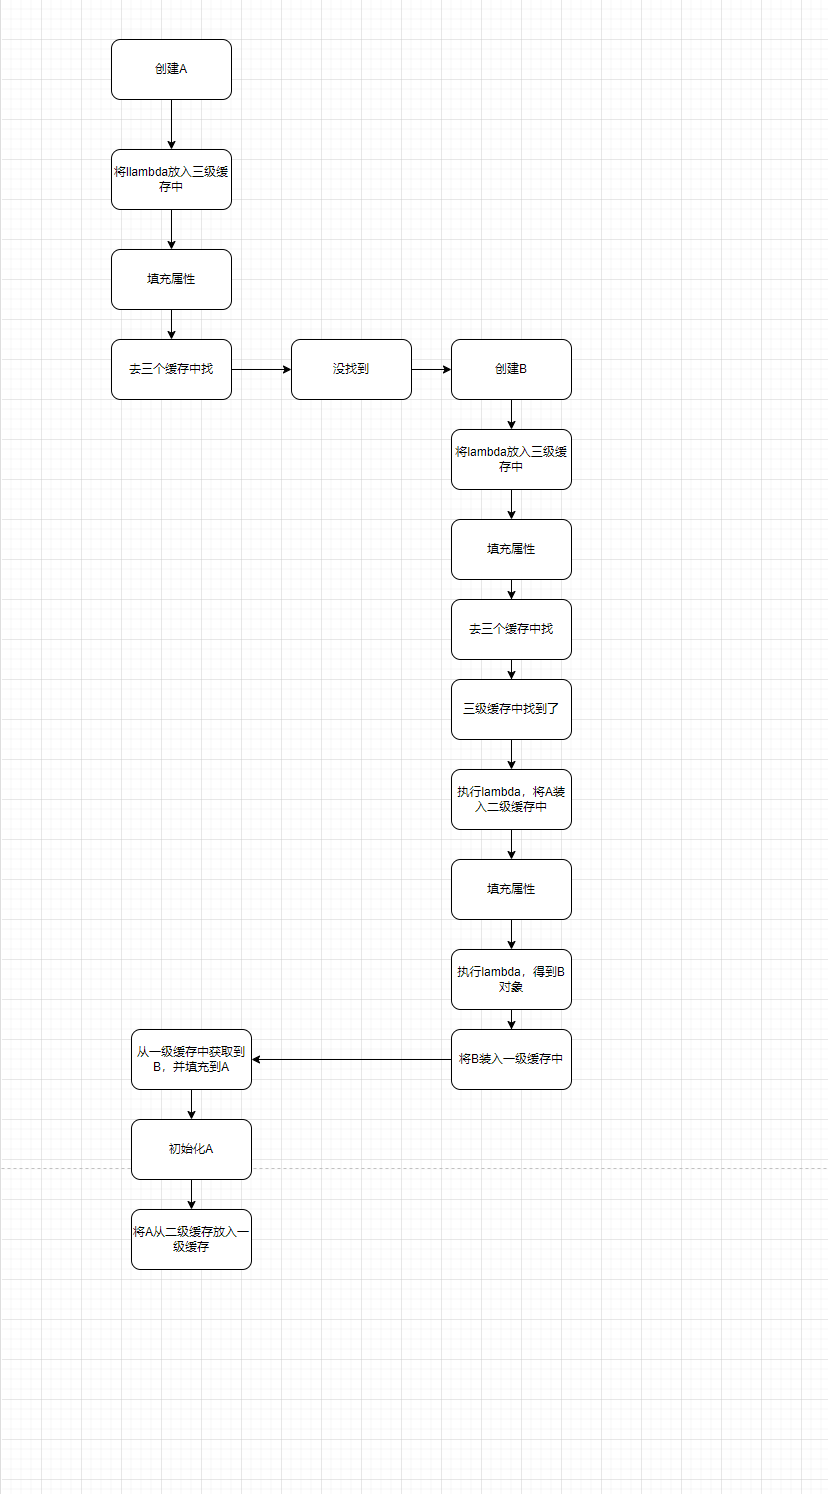 创建A
将llambda放入三级缓
存中
填充属性
去三个缓存中找
没找到
创建B
将lambda放入三级缓
存中
填充属性
去三个缓存中找
三级缓存中找到了
执行lambda，将A装
入二级缓存中
填充属性
执行lambda，得到B
对象
将B装入一级缓存中
从一级缓存中获取到
B，并填充到A
初始化A
将A从二级缓存放入一
级缓存